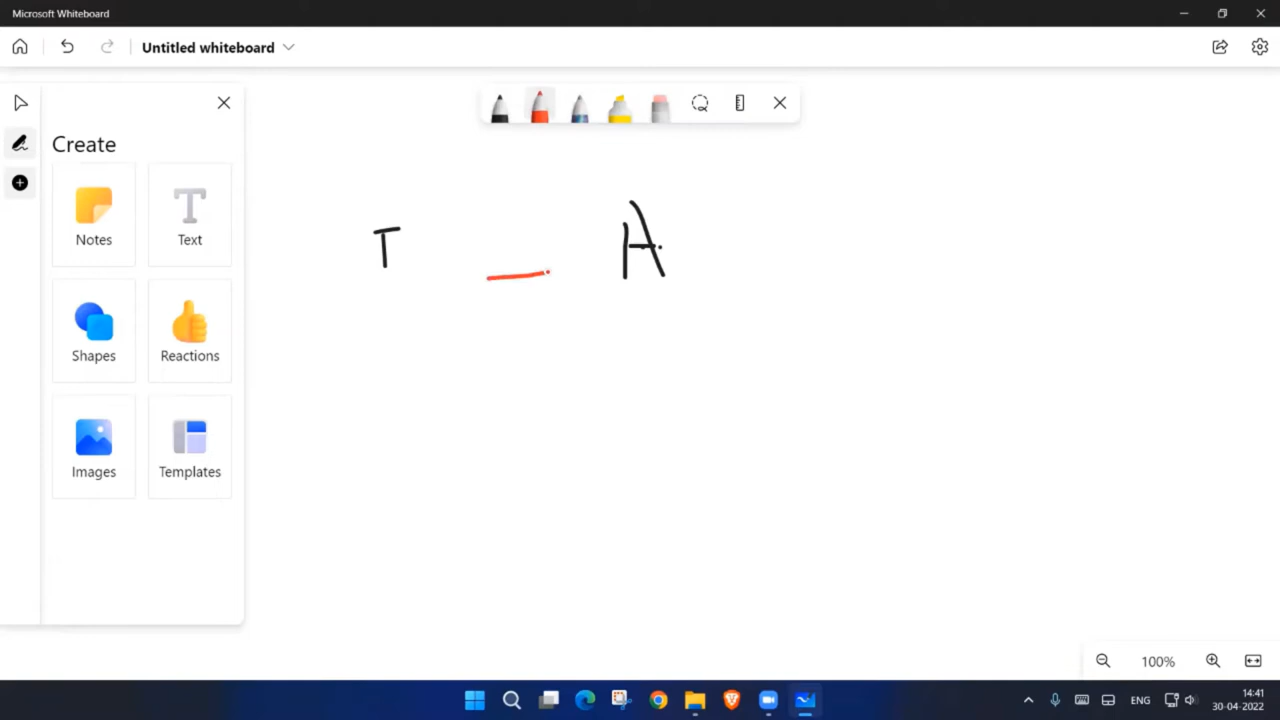 Microsoft Whiteboard
Untitled whiteboard
Create
Notes Text
Shapes Reactions
Images Templates
T _ A
100%
ENG 14:41
30-04-2022